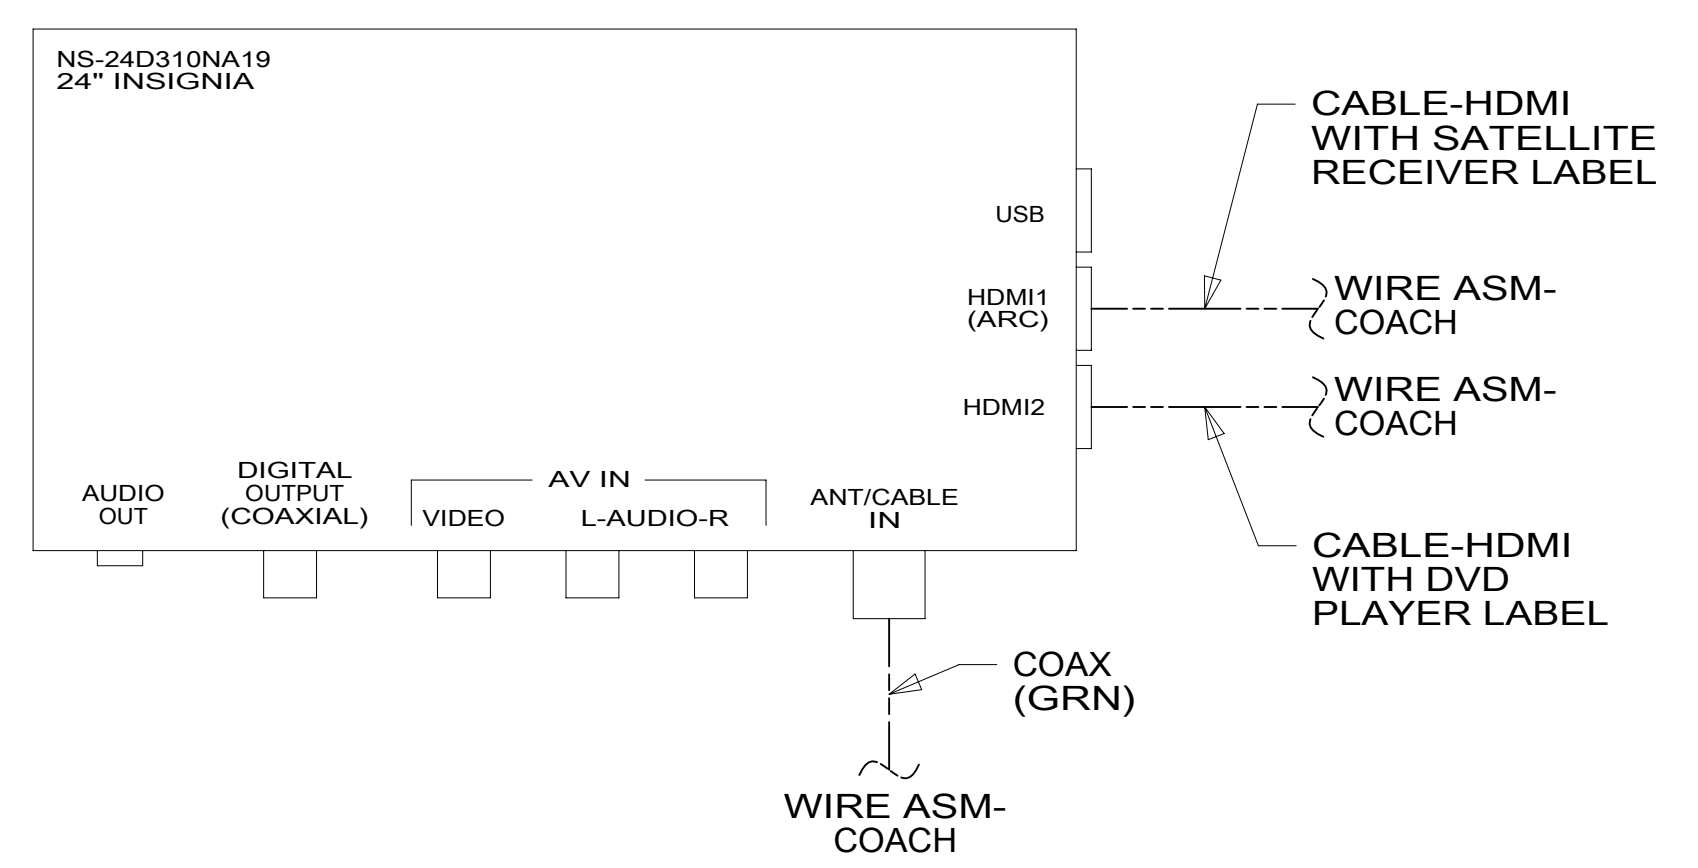 NS-24D310NA19
24" INSIGNIA
CABLE-HDMI
WITH SATELLITE
RECEIVER LABEL
USB
HDMI1
(ARC)
WIRE ASM-
COACH
HDMI2
WIRE ASM-
COACH
AUDIO
OUT
DIGITAL
OUTPUT
(COAXIAL)
AV IN
VIDEO
L-AUDIO-R
ANT/CABLE
IN
CABLE-HDMI
WITH DVD
PLAYER LABEL
COAX
(GRN)
WIRE ASM-
COACH